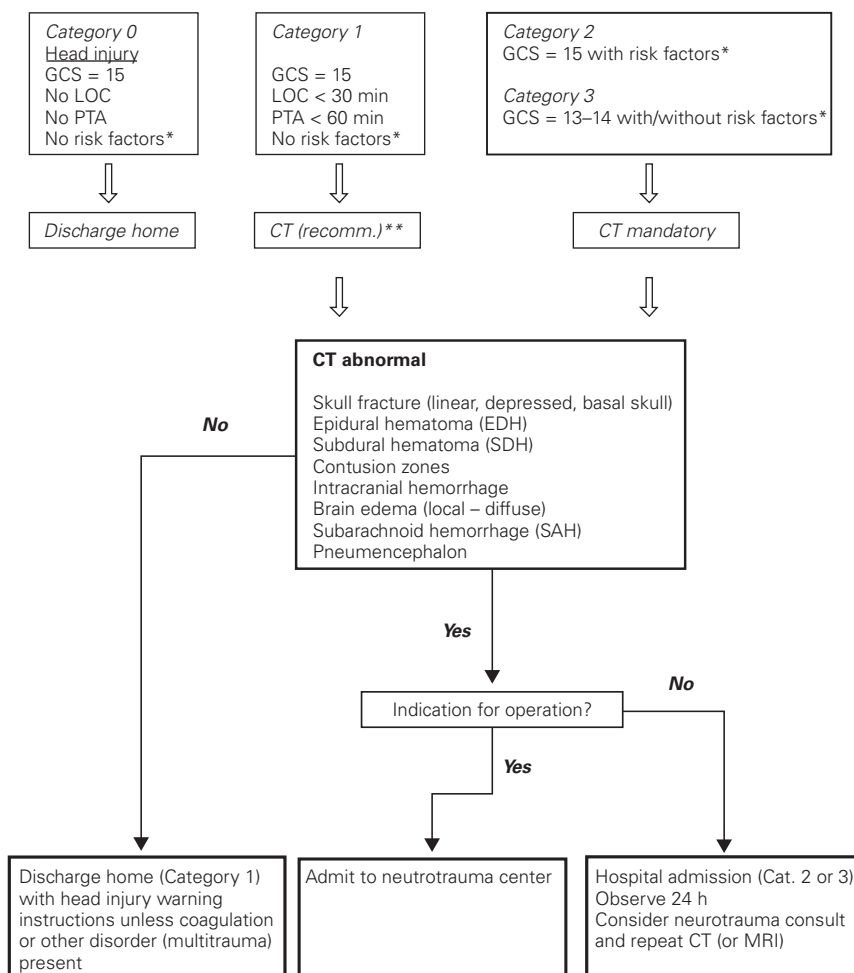 Category 0
Head injury
GCS = 15
No LOC
No PTA
No risk factors*
Category 1
GCS = 15
LOC < 30 min
PTA < 60 min
No risk factors*
Category 2
GCS = 15 with risk factors*
Category 3
GCS = 13–14 with/without risk factors*
Discharge home
CT (recomm.)**
CT mandatory
CT abnormal
Skull fracture (linear, depressed, basal skull)
Epidural hematoma (EDH)
Subdural hematoma (SDH)
Contusion zones
Intracranial hemorrhage
Brain edema (local – diffuse)
Subarachnoid hemorrhage (SAH)
Pneumencephalon
No
Yes
Indication for operation?
No
Yes
Discharge home (Category 1)
with head injury warning
instructions unless coagulation
or other disorder (multitrauma)
present
Admit to neutrotrauma center
Hospital admission (Cat. 2 or 3)
Observe 24 h
Consider neurotrauma consult
and repeat CT (or MRI)